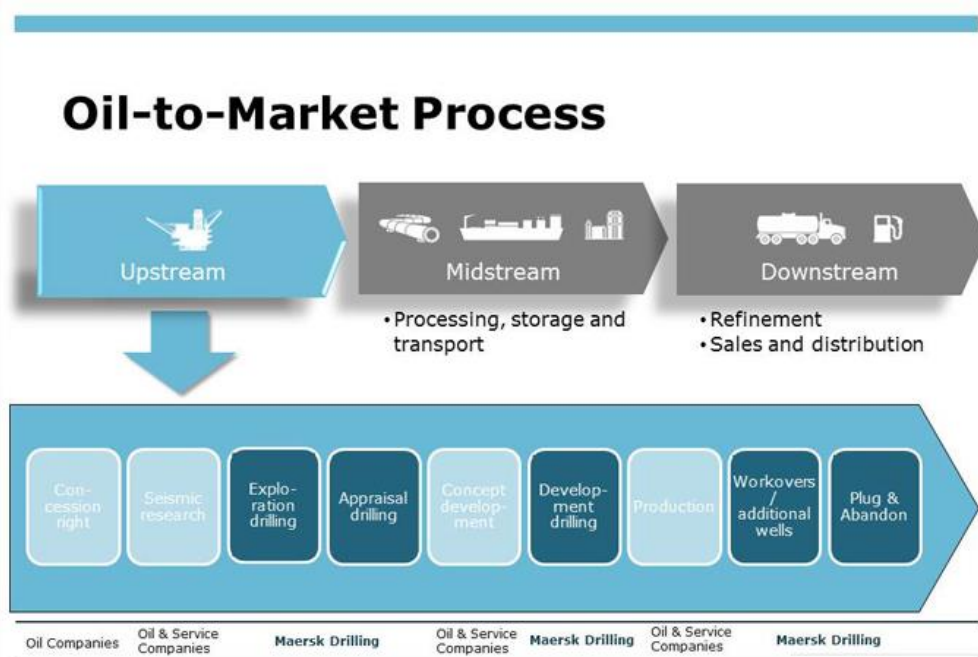 Oil-to-Market Process
Upstream
Midstream
Downstream
• Processing, storage and
transport
• Refinement
• Sales and distribution
Con-
cession
right
Seismic
research
Explo-
ration
drilling
Appraisal
drilling
Concept
develop-
ment
Develop-
ment
drilling
Production
Workovers
/
additional
wells
Plug &
Abandon
Oil Companies
Oil & Service
Companies
Maersk Drilling
Oil & Service
Companies
Maersk Drilling
Oil & Service
Companies
Maersk Drilling